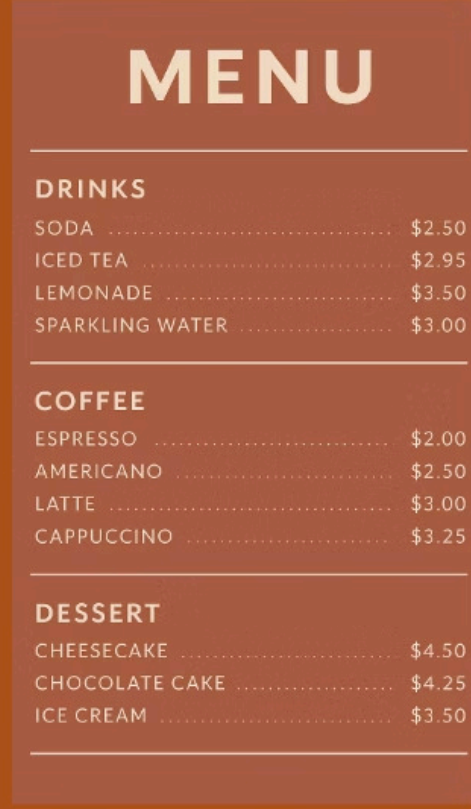 MENU
DRINKS
SODA ................................ $2.50
ICED TEA ............................ $2.95
LEMONADE ......................... $3.50
SPARKLING WATER ................. $3.00
COFFEE
ESPRESSO .......................... $2.00
AMERICANO ........................ $2.50
LATTE ................................ $3.00
CAPPUCCINO ....................... $3.25
DESSERT
CHEESECAKE ....................... $4.50
CHOCOLATE CAKE ................. $4.25
ICE CREAM .......................... $3.50